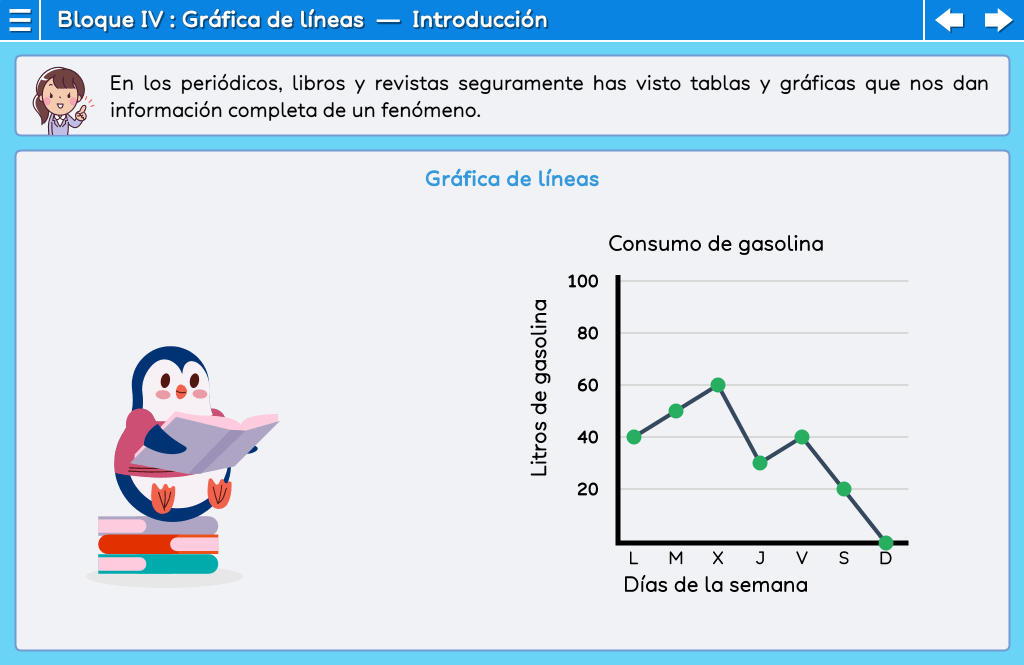 Bloque IV : Gráfica de líneas — Introducción
En los periódicos, libros y revistas seguramente has visto tablas y gráficas que nos dan
información completa de un fenómeno.
Gráfica de líneas
Consumo de gasolina
Litros de gasolina
100
80
60
40
20
L M X J V S D
Días de la semana